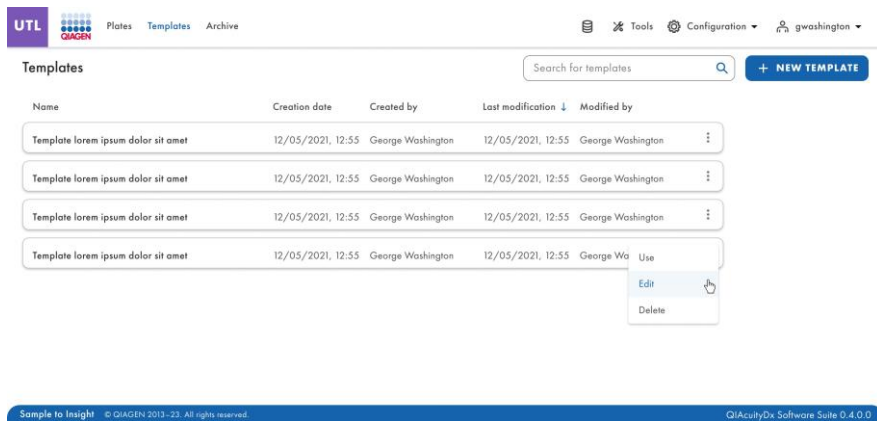 UTL QIAGEN Plates Templates Archive Tools Configuration gwashington
Templates Search for templates + NEW TEMPLATE
Name Creation date Created by Last modification ↓ Modified by
Template lorem ipsum dolor sit amet 12/05/2021, 12:55 George Washington 12/05/2021, 12:55 George Washington
Template lorem ipsum dolor sit amet 12/05/2021, 12:55 George Washington 12/05/2021, 12:55 George Washington
Template lorem ipsum dolor sit amet 12/05/2021, 12:55 George Washington 12/05/2021, 12:55 George Washington
Template lorem ipsum dolor sit amet 12/05/2021, 12:55 George Washington 12/05/2021, 12:55 George Wa
Use
Edit
Delete
Sample to Insight © QIAGEN 2013–23. All rights reserved. QIAcuityDx Software Suite 0.4.0.0